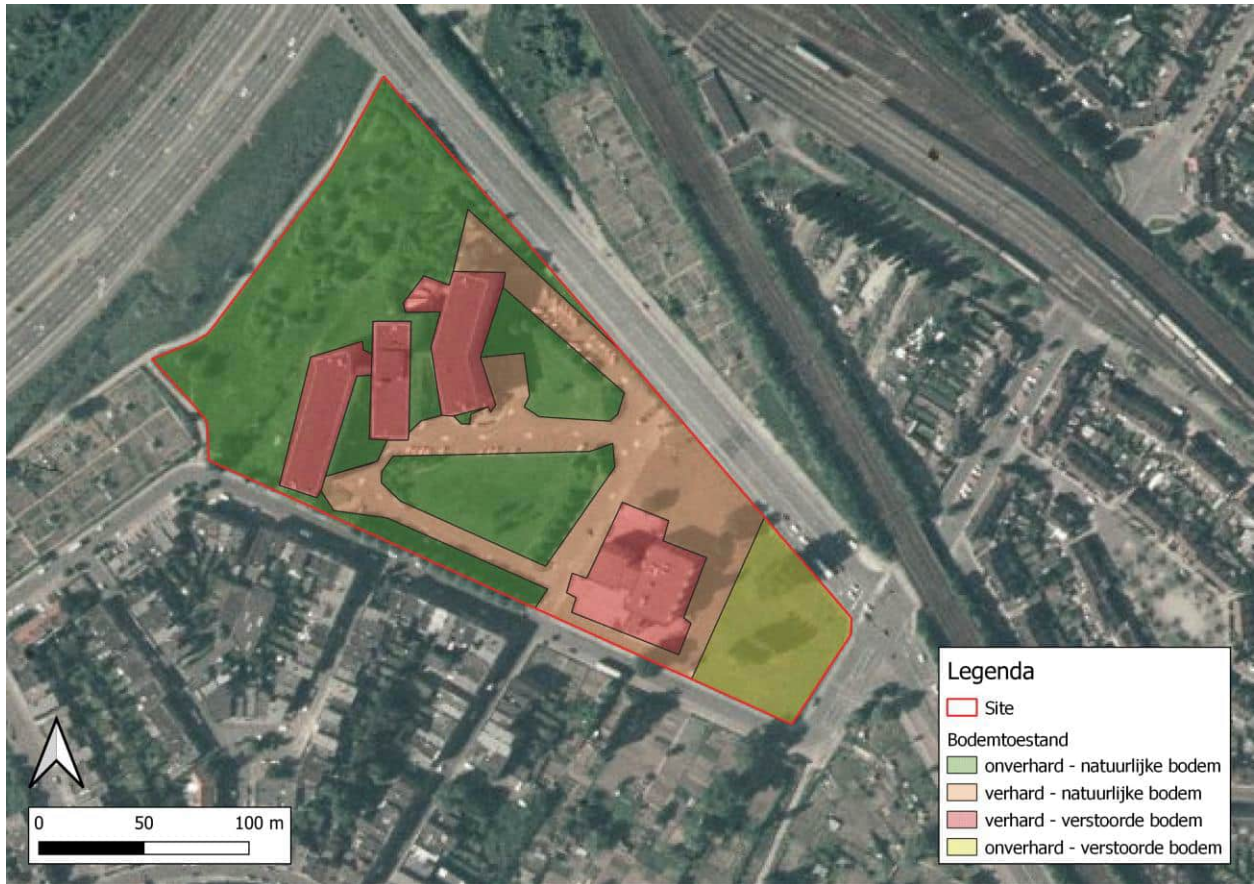 Legenda
Site
Bodemtoestand
onverhard - natuurlijke bodem
verhard - natuurlijke bodem
verhard - verstoorde bodem
onverhard - verstoorde bodem
0 50 100 m